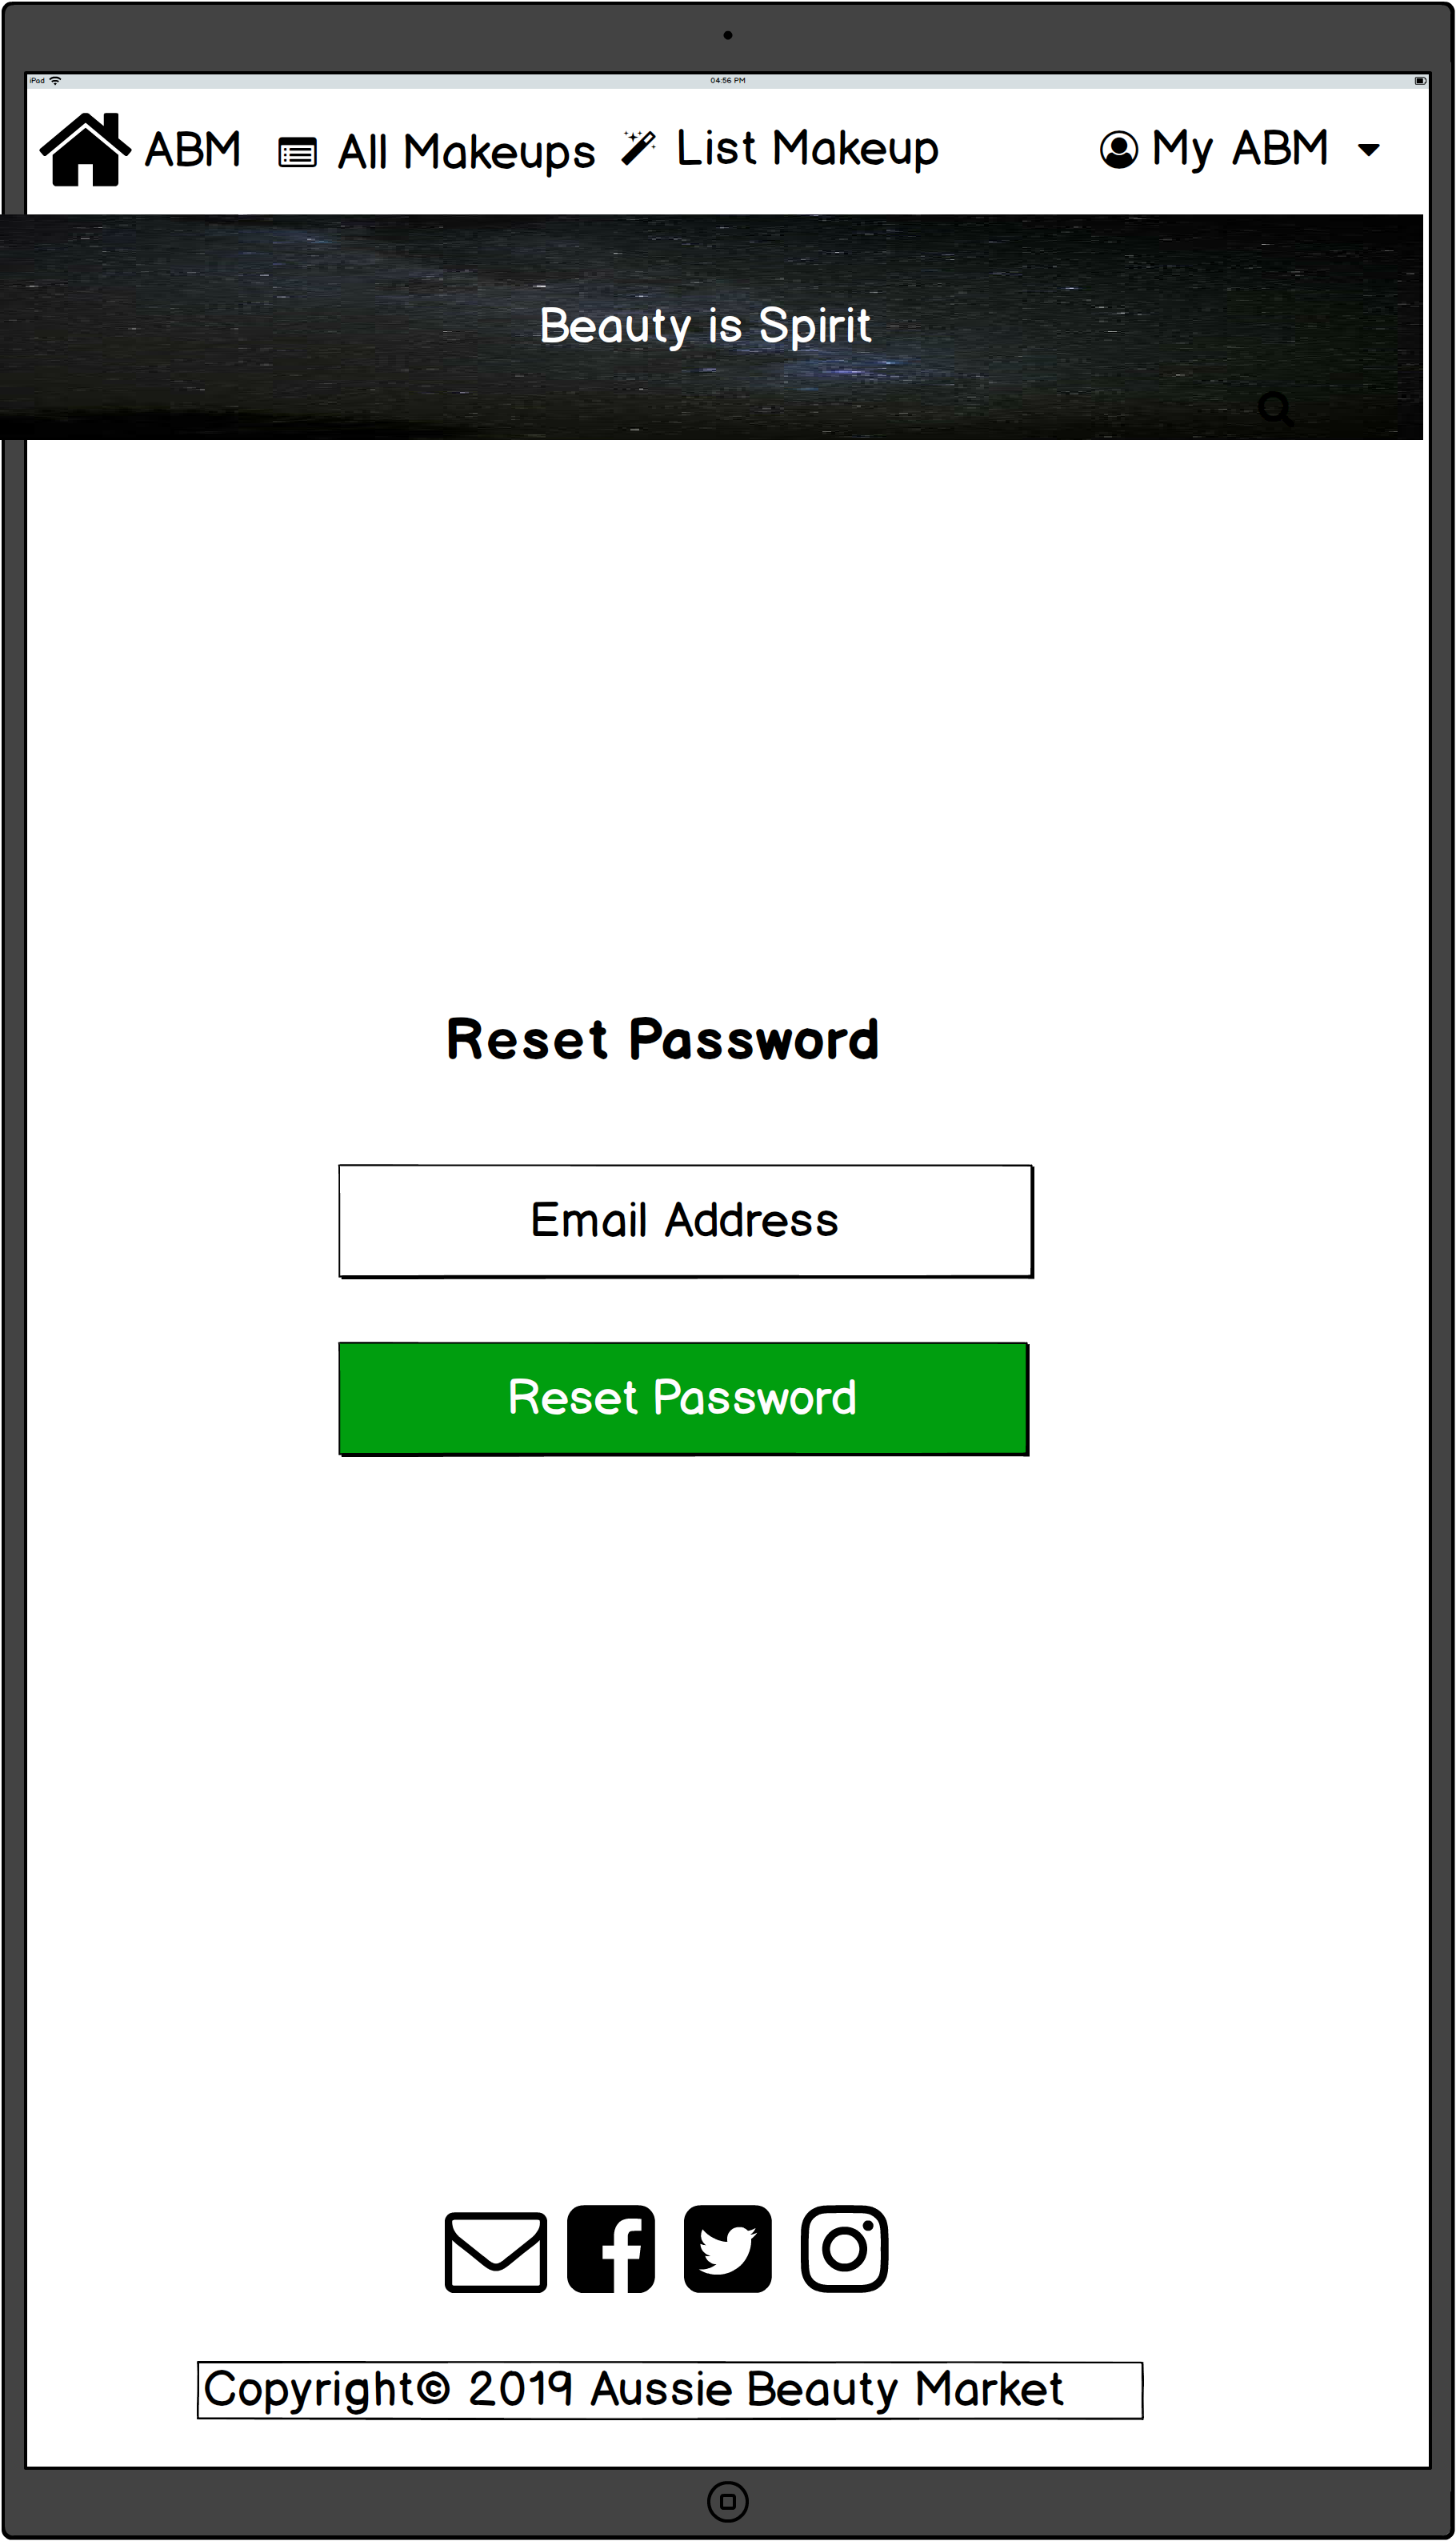 iPad 04:56 PM
ABM All Makeups List Makeup My ABM
Beauty is Spirit
Reset Password
Email Address
Reset Password
Copyright© 2019 Aussie Beauty Market